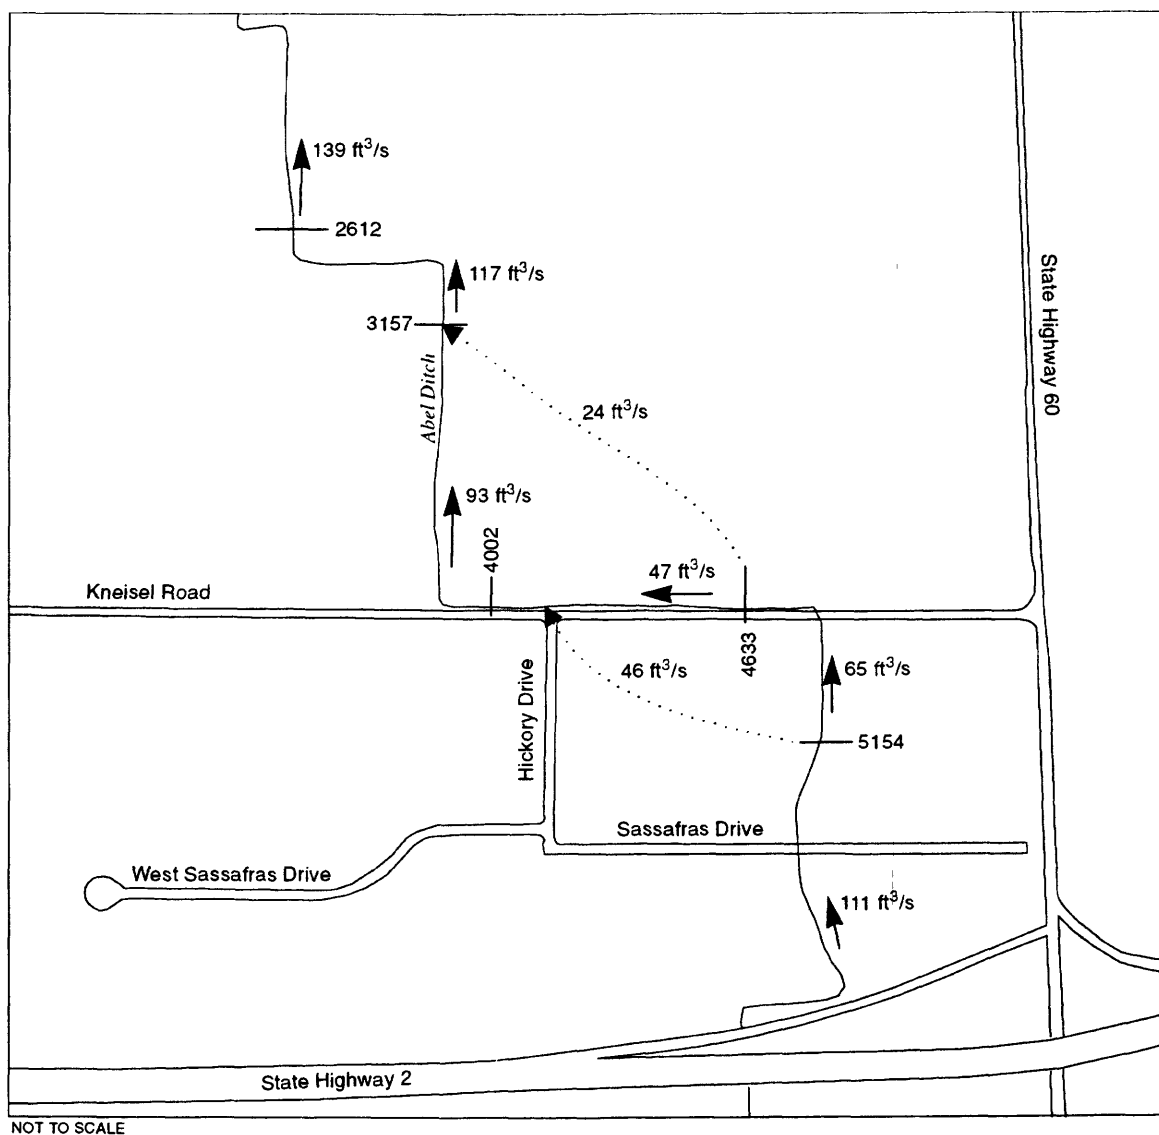 139 ft³/s
2612
117 ft³/s
3157
State Highway 60
Abel Ditch
24 ft³/s
93 ft³/s
4002
47 ft³/s
Kneisel Road
4633
46 ft³/s
65 ft³/s
Hickory Drive
5154
Sassafras Drive
West Sassafras Drive
111 ft³/s
State Highway 2
NOT TO SCALE